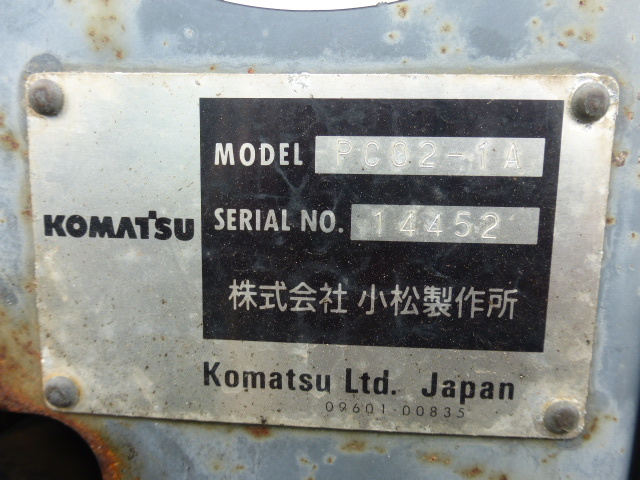 MODEL PC02-1A
KOMATSU
SERIAL NO. 14452
株式会社 小松製作所
Komatsu Ltd. Japan
09601-00835